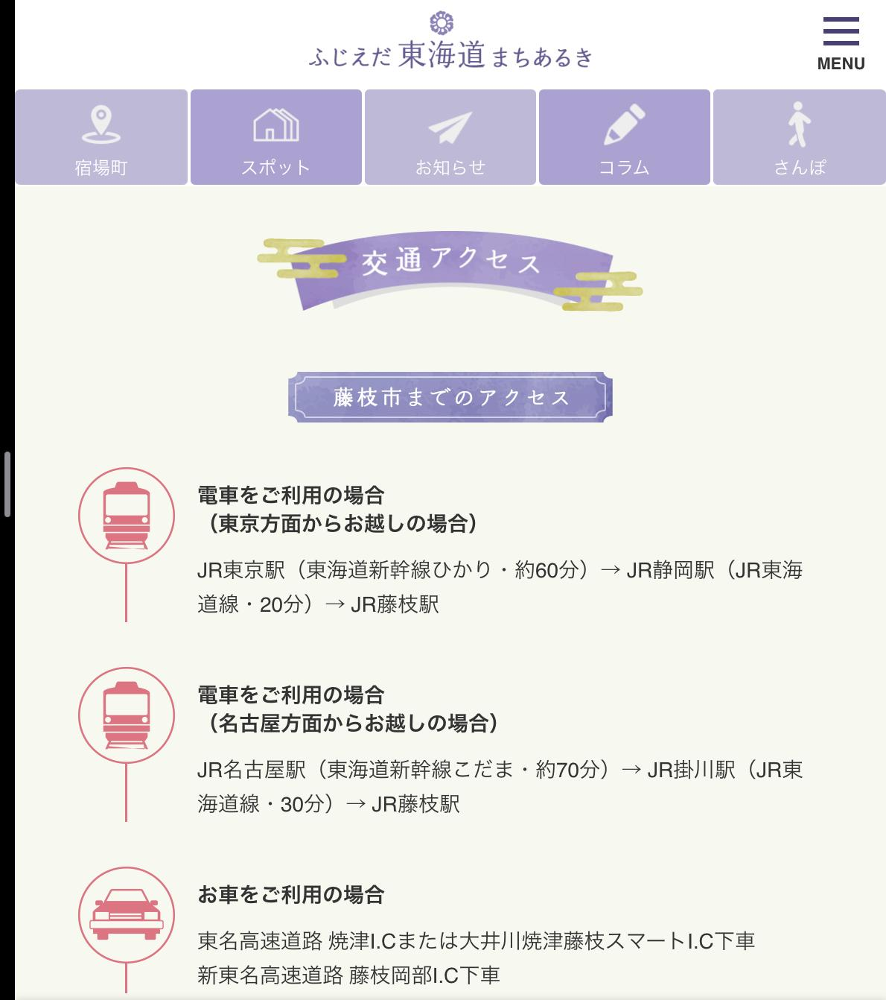 ふじえだ 東海道 まちあるき
MENU
宿場町
スポット
お知らせ
コラム
さんぽ
交通アクセス
藤枝市までのアクセス
電車をご利用の場合
（東京方面からお越しの場合）
JR東京駅（東海道新幹線ひかり・約60分）→ JR静岡駅（JR東海
道線・20分）→ JR藤枝駅
電車をご利用の場合
（名古屋方面からお越しの場合）
JR名古屋駅（東海道新幹線こだま・約70分）→ JR掛川駅（JR東
海道線・30分）→ JR藤枝駅
お車をご利用の場合
東名高速道路 焼津I.Cまたは大井川焼津藤枝スマートI.C下車
新東名高速道路 藤枝岡部I.C下車